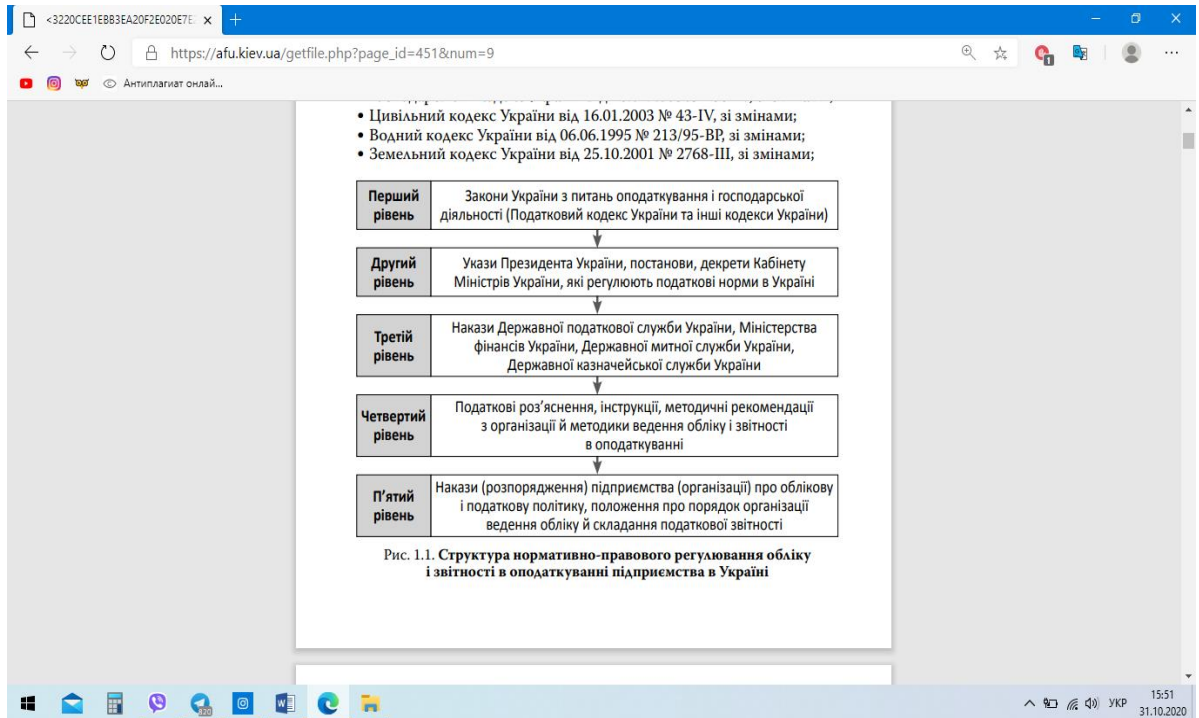 <3220CEE1EBB3EA20F2E020E7E
https://afu.kiev.ua/getfile.php?page_id=451&num=9
1
Антиплагиат онлай...
• Цивільний кодекс України від 16.01.2003 № 43-IV, зі змінами;
• Водний кодекс України від 06.06.1995 № 213/95-ВР, зі змінами;
• Земельний кодекс України від 25.10.2001 № 2768-III, зі змінами;
Перший
рівень
Закони України з питань оподаткування і господарської
діяльності (Податковий кодекс України та інші кодекси України)
Другий
рівень
Укази Президента України, постанови, декрети Кабінету
Міністрів України, які регулюють податкові норми в Україні
Третій
рівень
Накази Державної податкової служби України, Міністерства
фінансів України, Державної митної служби України,
Державної казначейської служби України
Четвертий
рівень
Податкові роз’яснення, інструкції, методичні рекомендації
з організації й методики ведення обліку і звітності
в оподаткуванні
П’ятий
рівень
Накази (розпорядження) підприємства (організації) про облікову
і податкову політику, положення про порядок організації
ведення обліку й складання податкової звітності
Рис. 1.1. Структура нормативно-правового регулювання обліку
і звітності в оподаткуванні підприємства в Україні
УКР
15:51
31.10.2020